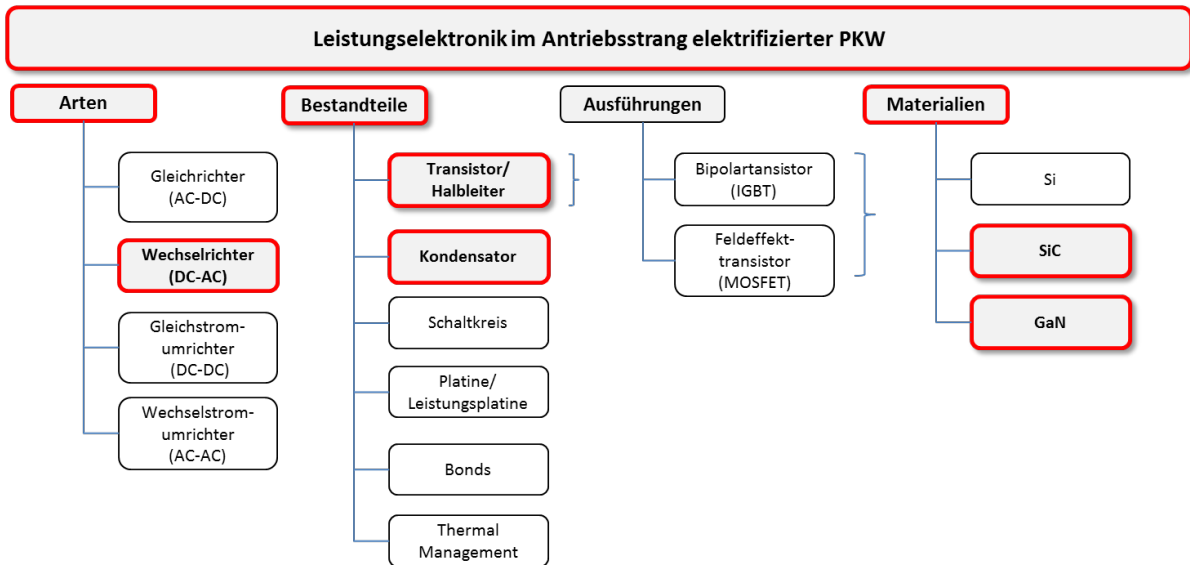 Leistungselektronik im Antriebsstrang elektrifizierter PKW
Arten
Gleichrichter
(AC-DC)
Wechselrichter
(DC-AC)
Gleichstrom-
umrichter
(DC-DC)
Wechselstrom-
umrichter
(AC-AC)
Bestandteile
Transistor/
Halbleiter
Kondensator
Schaltkreis
Platine/
Leistungsplatine
Bonds
Thermal
Management
Ausführungen
Bipolartansistor
(IGBT)
Feldeffekt-
transistor
(MOSFET)
Materialien
Si
SiC
GaN